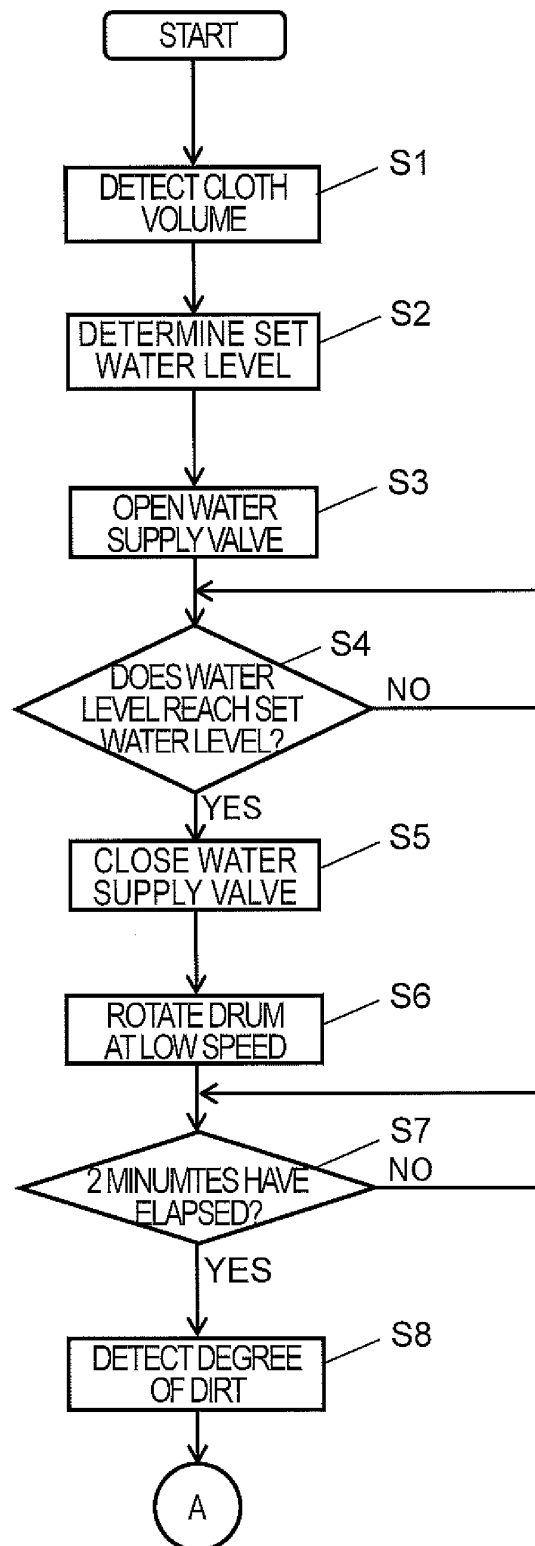 START
S1
DETECT CLOTH
VOLUME
S2
DETERMINE SET
WATER LEVEL
S3
OPEN WATER
SUPPLY VALVE
S4
DOES WATER
LEVEL REACH SET
WATER LEVEL?
NO
YES
S5
CLOSE WATER
SUPPLY VALVE
S6
ROTATE DRUM
AT LOW SPEED
S7
2 MINUMTES HAVE
ELAPSED?
NO
YES
S8
DETECT DEGREE
OF DIRT
A